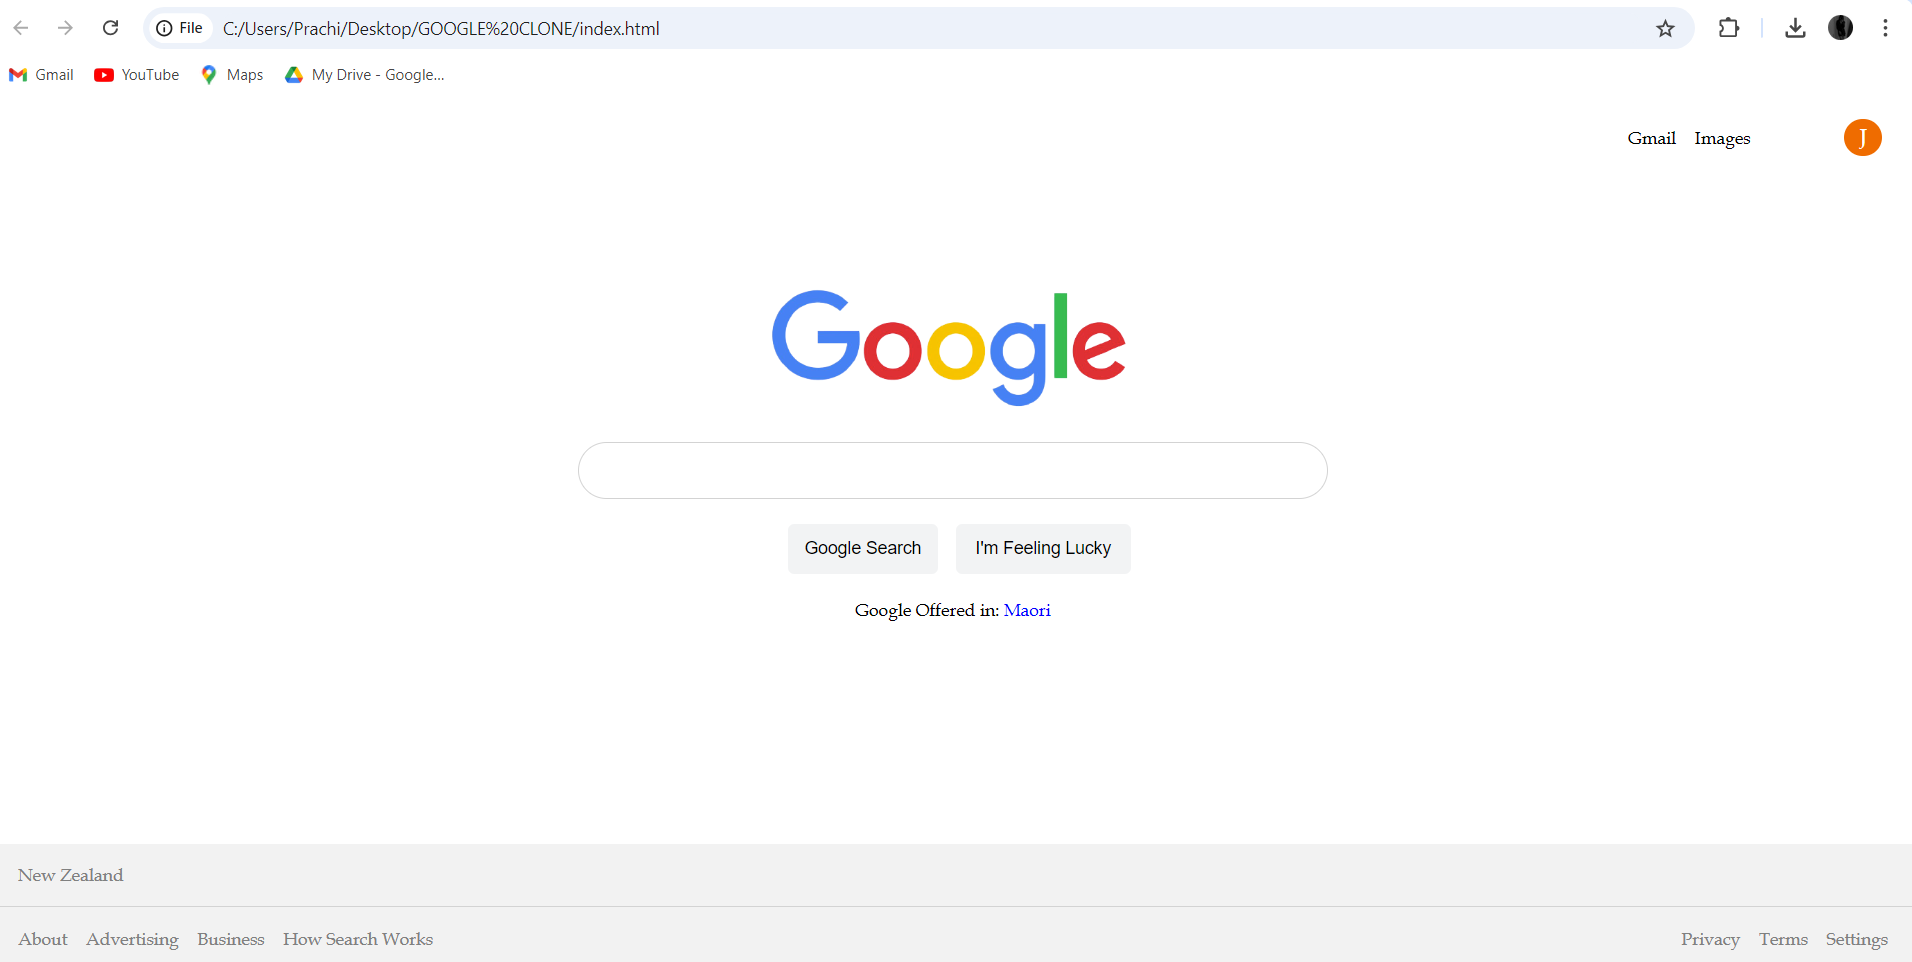 File C:/Users/Prachi/Desktop/GOOGLE%20CLONE/index.html
Gmail YouTube Maps My Drive - Google...
Gmail Images J
Google
Google Search I'm Feeling Lucky
Google Offered in: Maori
New Zealand
About Advertising Business How Search Works Privacy Terms Settings